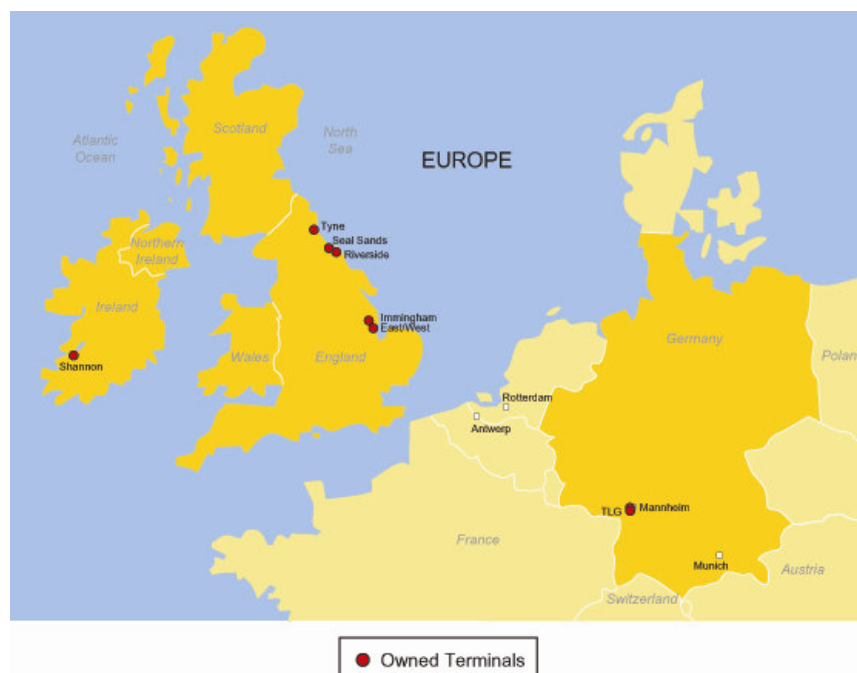 Scotland
North
Sea
Atlantic
Ocean
EUROPE
Tyne
Seal Sands
Riverside
Northern
Ireland
Ireland
Immingham
East/West
Germany
Shannon
Wales
England
Poland
Rotterdam
Antwerp
TLG
Mannheim
France
Munich
Austria
Switzerland
Owned Terminals